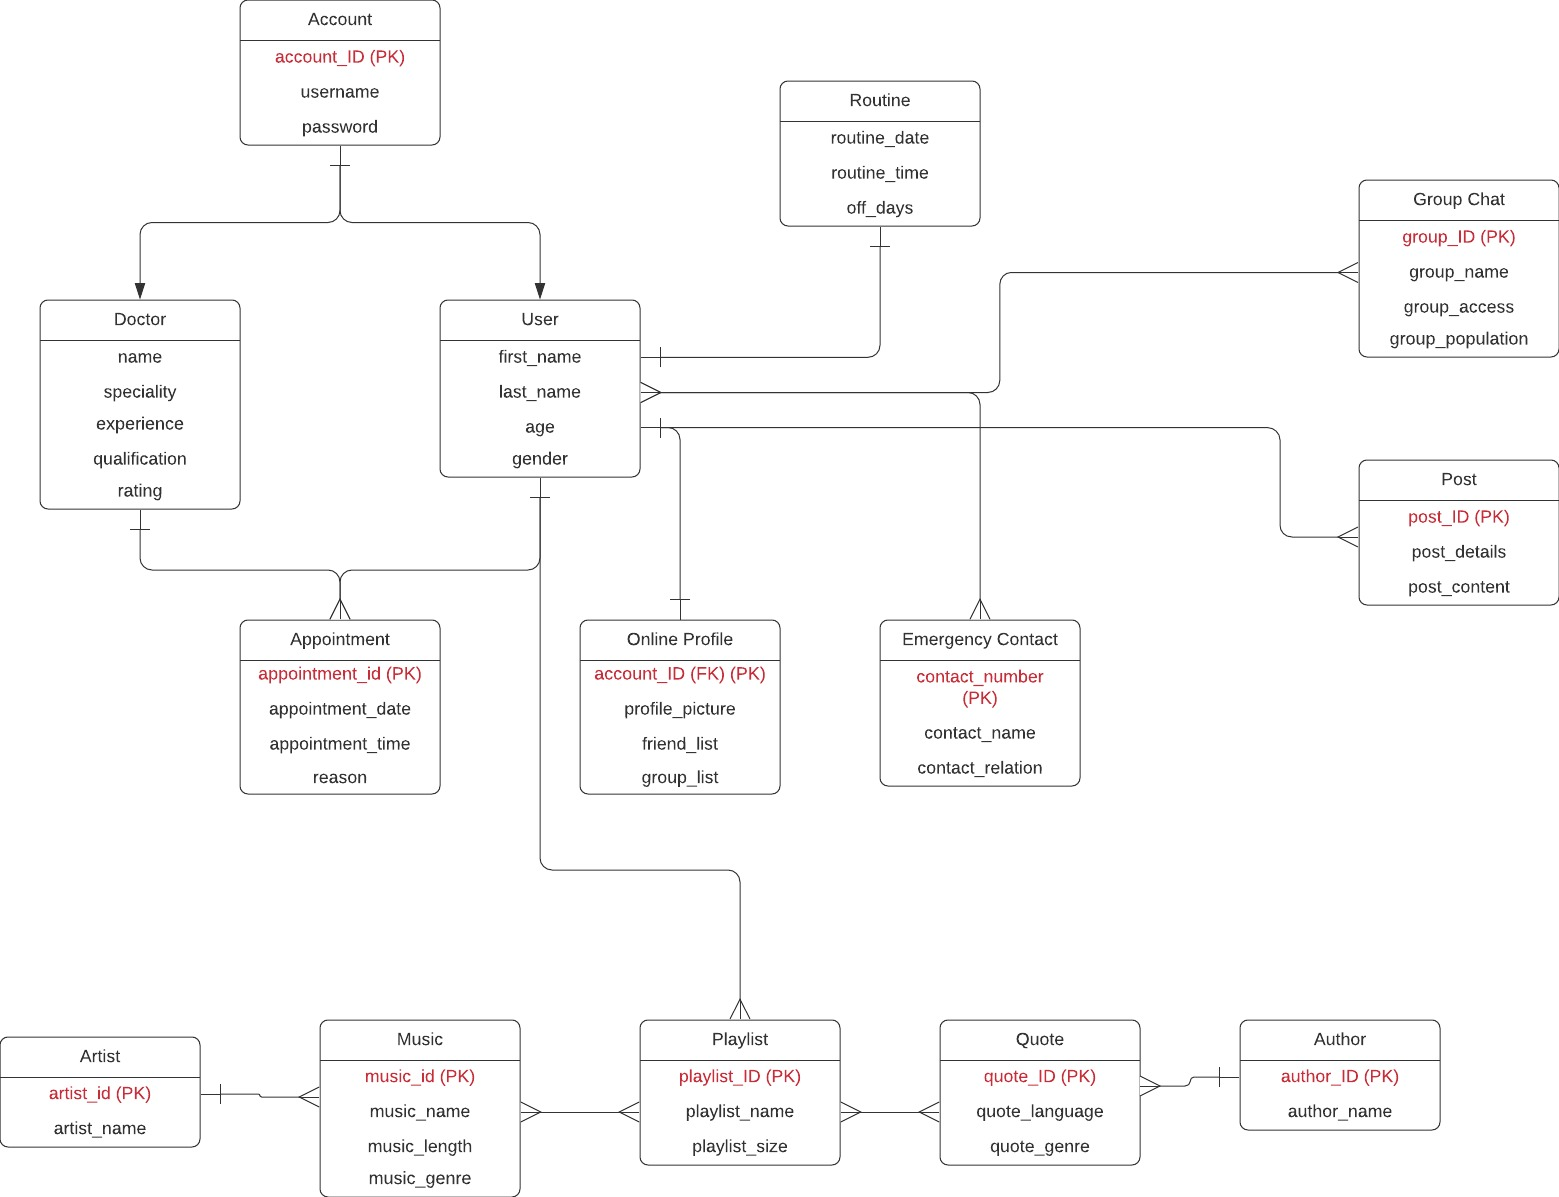 Account
account_ID (PK)
username
password
Routine
routine_date
routine_time
off_days
Group Chat
group_ID (PK)
group_name
group_access
group_population
Doctor
name
speciality
experience
qualification
rating
User
first_name
last_name
age
gender
Post
post_ID (PK)
post_details
post_content
Appointment
appointment_id (PK)
appointment_date
appointment_time
reason
Online Profile
account_ID (FK) (PK)
profile_picture
friend_list
group_list
Emergency Contact
contact_number
(PK)
contact_name
contact_relation
Artist
artist_id (PK)
artist_name
Music
music_id (PK)
music_name
music_length
music_genre
Playlist
playlist_ID (PK)
playlist_name
playlist_size
Quote
quote_ID (PK)
quote_language
quote_genre
Author
author_ID (PK)
author_name